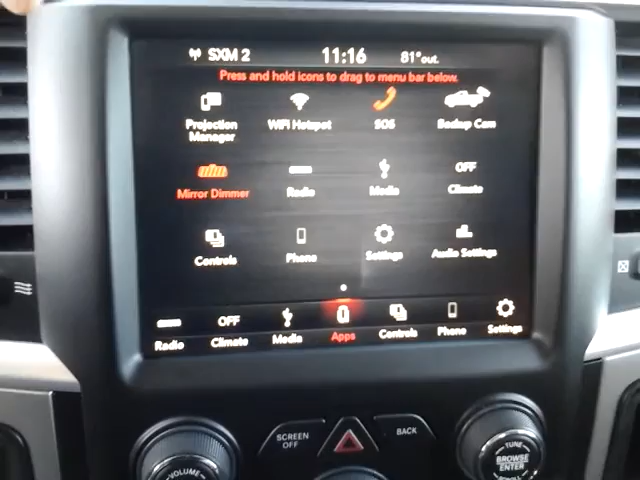 SXM 2 11:16 81°out.
Press and hold icons to drag to menu bar below.
Projection Manager WiFi Hotspot SOS Backup Cam
Mirror Dimmer Radio Media OFF Climate
Controls Phone Settings Audio Settings
Radio OFF Climate Media Apps Controls Phone Settings
SCREEN OFF BACK
VOLUME TUNE
BROWSE
ENTER
SCROLL